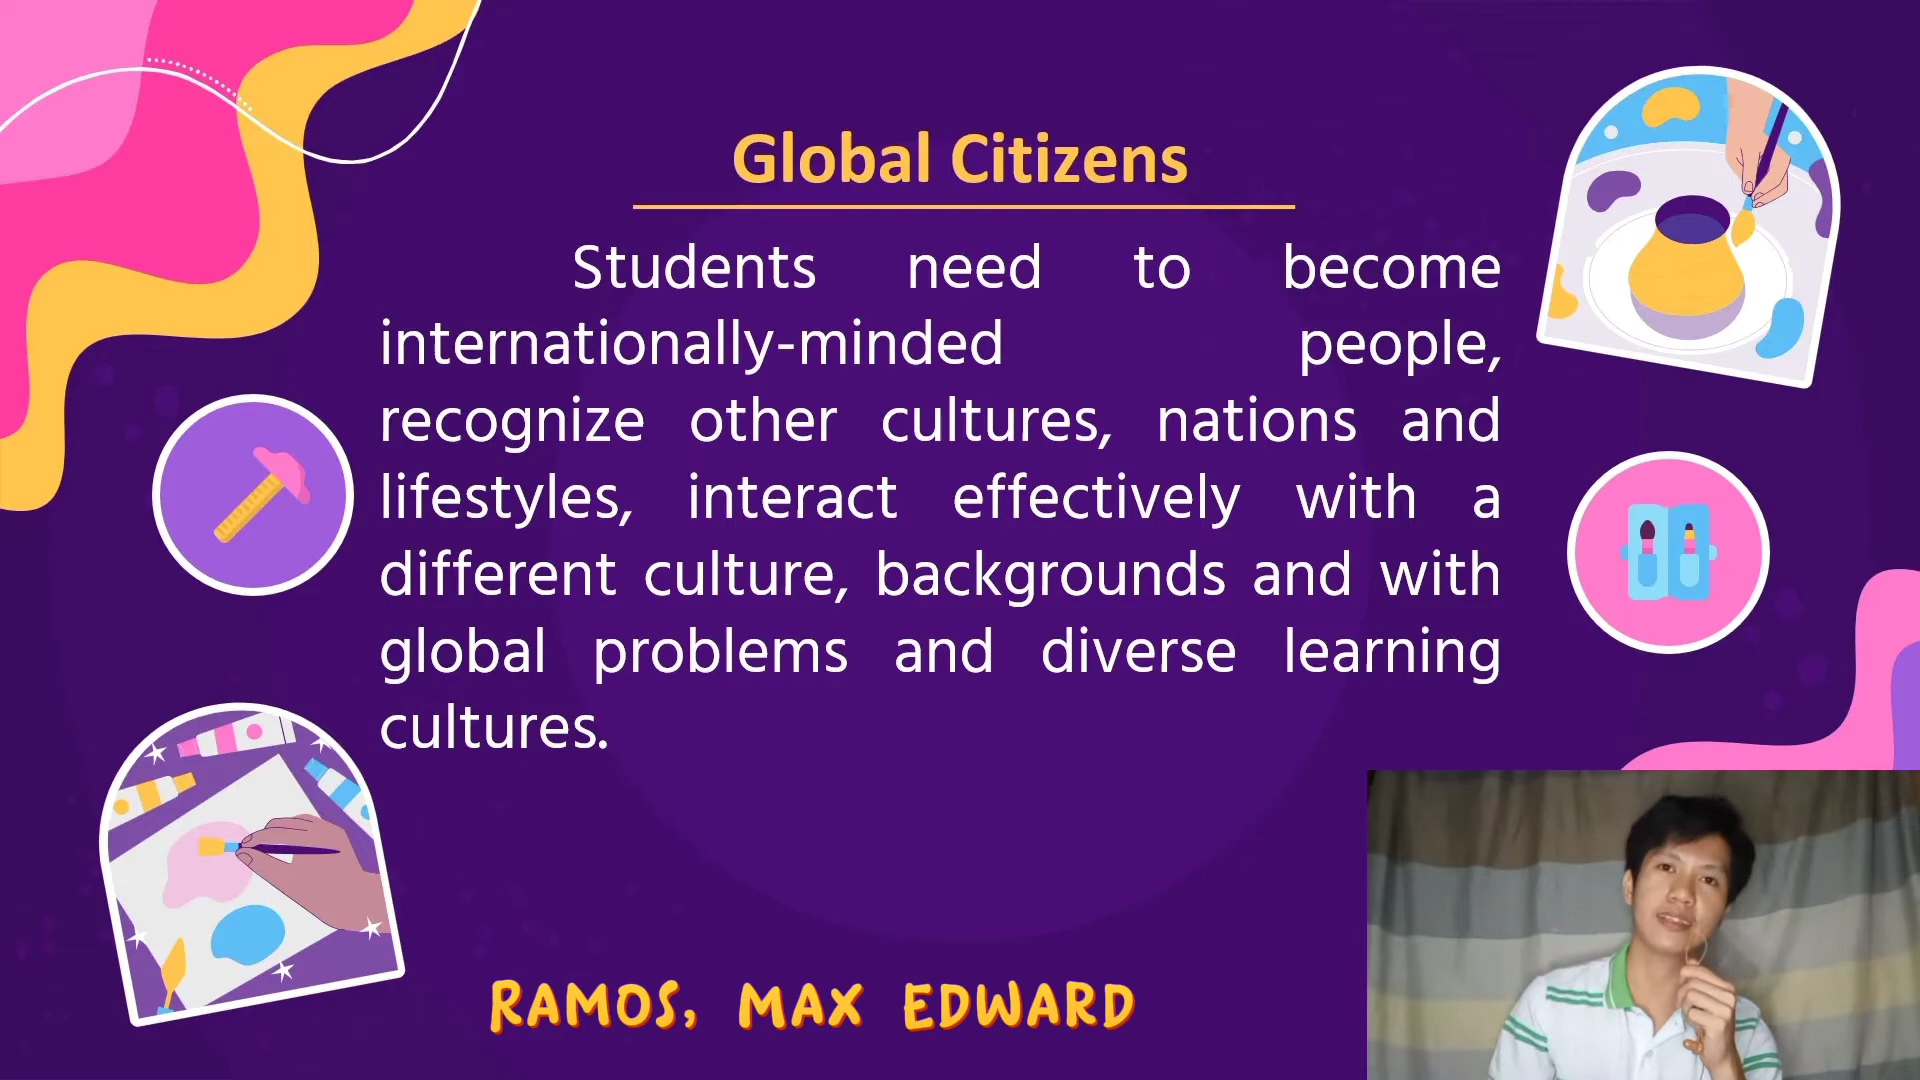 Global Citizens
Students need to become
internationally-minded people,
recognize other cultures, nations and
lifestyles, interact effectively with a
different culture, backgrounds and with
global problems and diverse learning
cultures.
RAMOS, MAX EDWARD